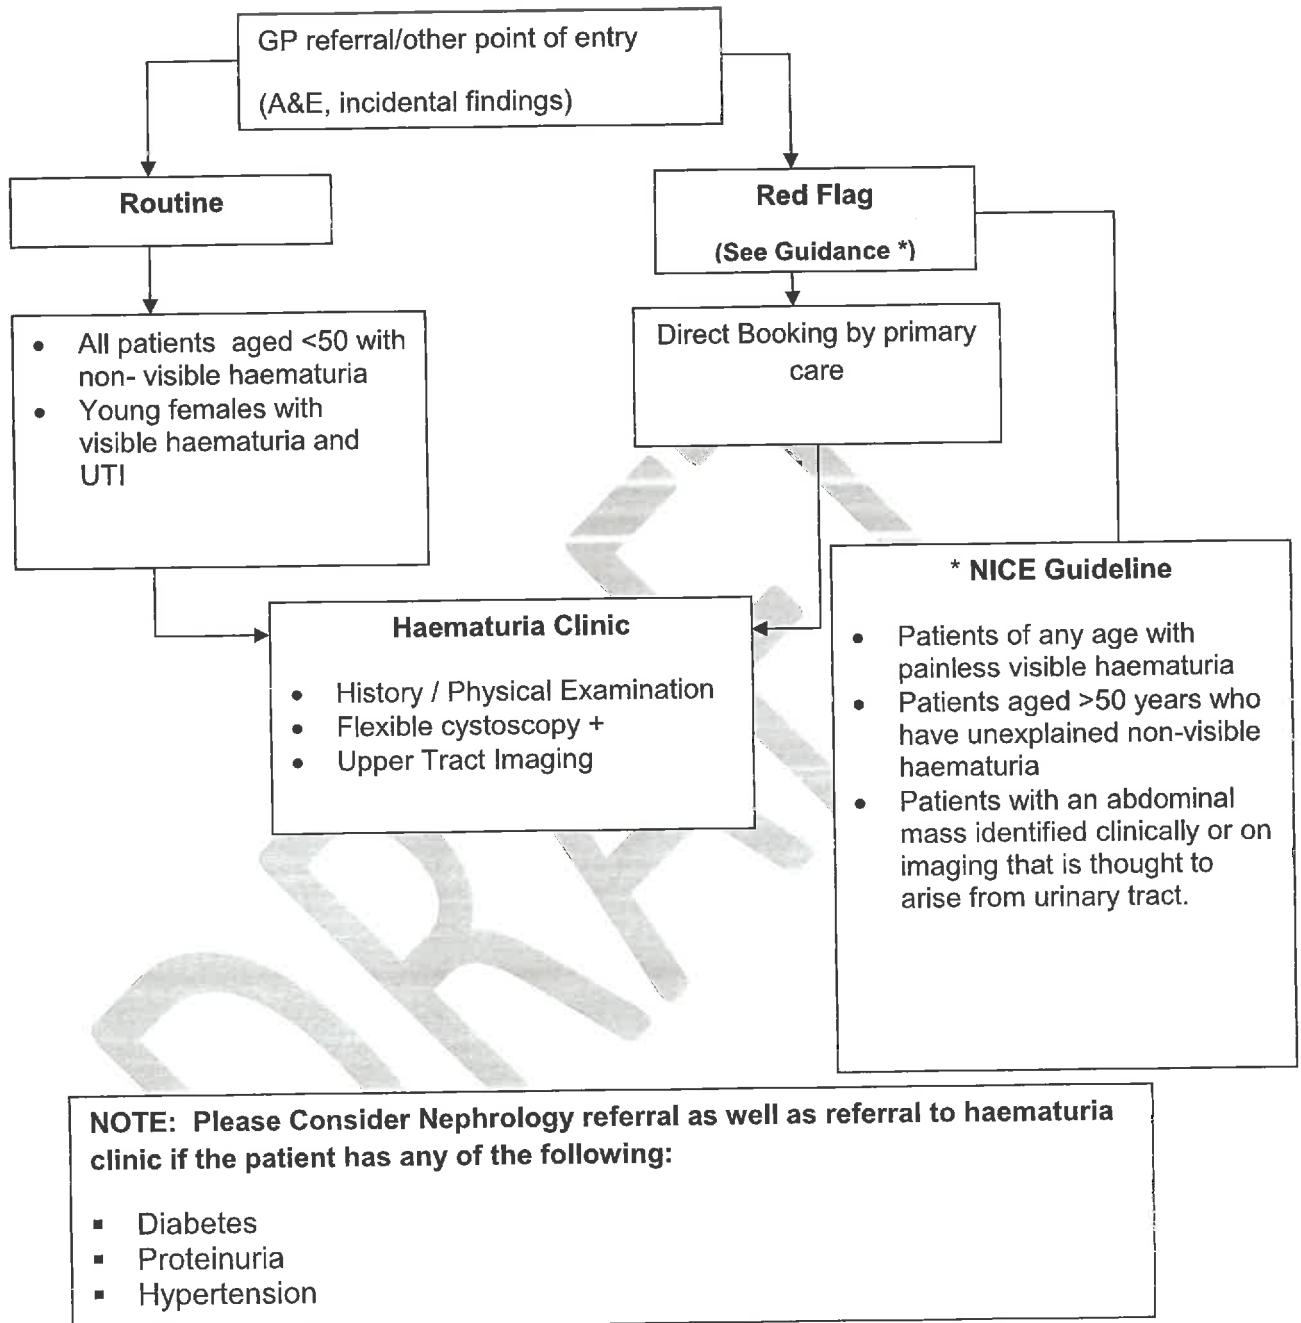 GP referral/other point of entry
(A&E, incidental findings)
Routine
Red Flag
(See Guidance *)
• All patients aged <50 with
non- visible haematuria
• Young females with
visible haematuria and
UTI
Direct Booking by primary
care
Haematuria Clinic
• History / Physical Examination
• Flexible cystoscopy +
• Upper Tract Imaging
* NICE Guideline
• Patients of any age with
painless visible haematuria
• Patients aged >50 years who
have unexplained non-visible
haematuria
• Patients with an abdominal
mass identified clinically or on
imaging that is thought to
arise from urinary tract.
DRAFT
NOTE: Please Consider Nephrology referral as well as referral to haematuria
clinic if the patient has any of the following:
▪ Diabetes
▪ Proteinuria
▪ Hypertension